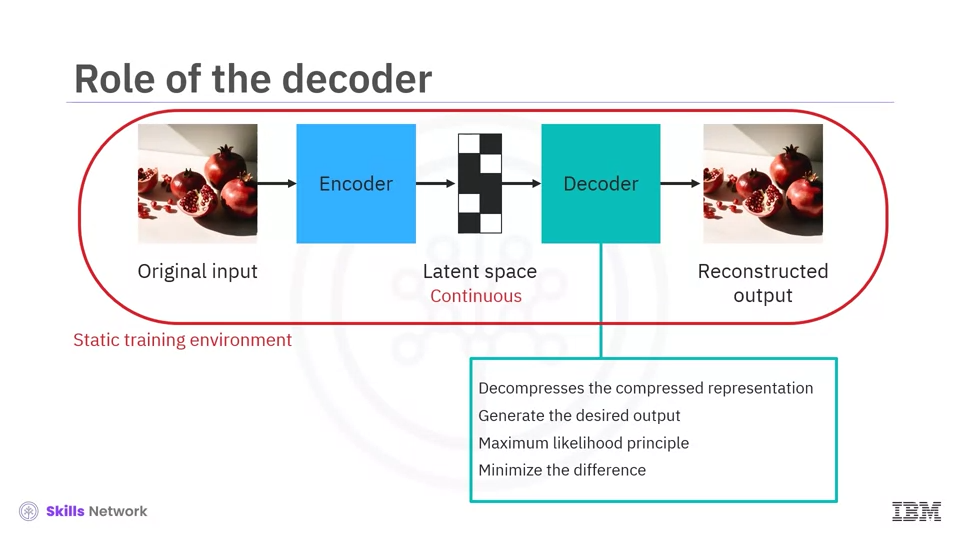 Role of the decoder
Encoder
Decoder
Original input
Latent space
Continuous
Reconstructed
output
Static training environment
Decompresses the compressed representation
Generate the desired output
Maximum likelihood principle
Minimize the difference
Skills Network
IBM